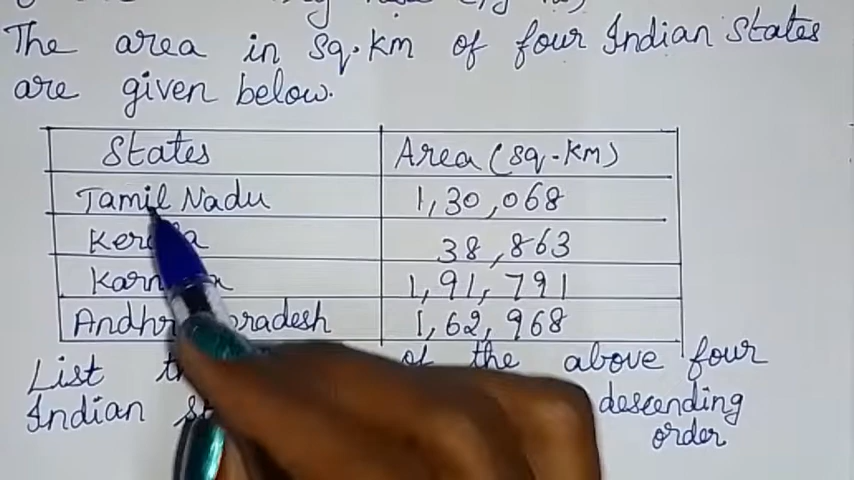 The area in sq.km of four Indian states
are given below.
States Area (sq.km)
Tamil Nadu 1,30,068
38,863
1,91,791
1,62,968
List of the above four
Indian descending
order